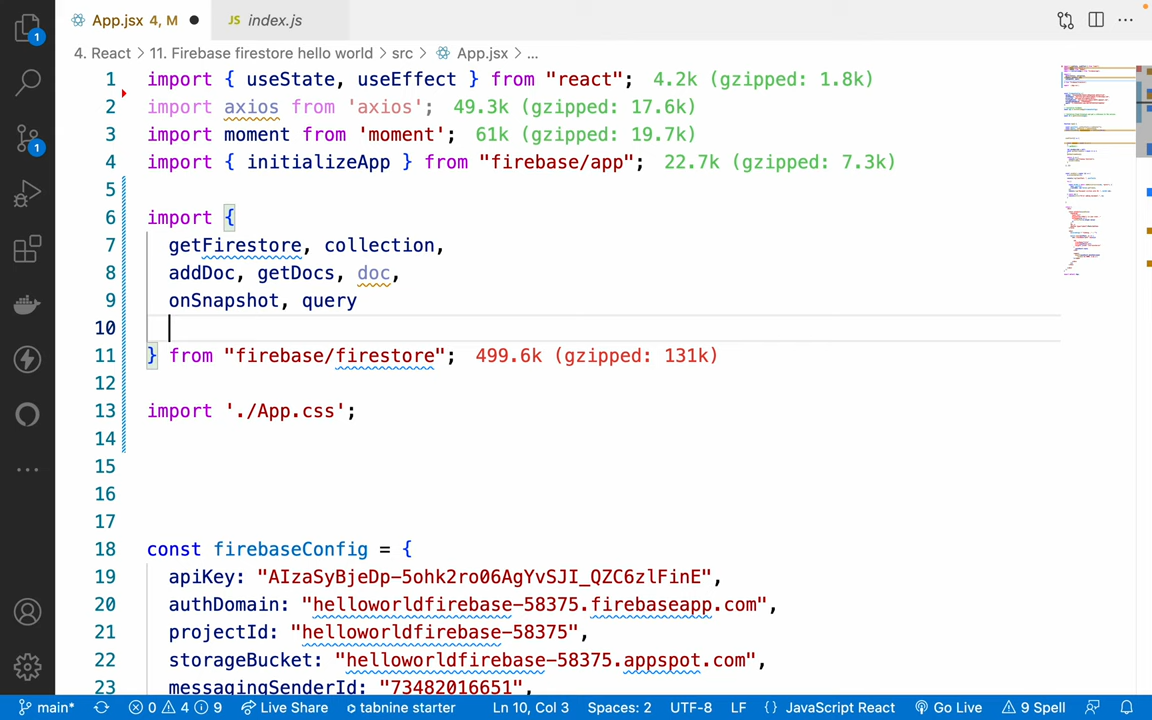 App.jsx 4, M
JS index.js
4. React > 11. Firebase firestore hello world > src > App.jsx > ...
1 import { useState, useEffect } from "react"; 4.2k (gzipped: 1.8k)
2 import axios from 'axios'; 49.3k (gzipped: 17.6k)
3 import moment from 'moment'; 61k (gzipped: 19.7k)
4 import { initializeApp } from "firebase/app"; 22.7k (gzipped: 7.3k)
5
6 import {
7 getFirestore, collection,
8 addDoc, getDocs, doc,
9 onSnapshot, query
10
11 } from "firebase/firestore"; 499.6k (gzipped: 131k)
12
13 import './App.css';
14
15
16
17
18 const firebaseConfig = {
19 apiKey: "AIzaSyBjeDp-5ohk2ro06AgYvSJI_QZC6zlFinE",
20 authDomain: "helloworldfirebase-58375.firebaseapp.com",
21 projectId: "helloworldfirebase-58375",
22 storageBucket: "helloworldfirebase-58375.appspot.com",
23 messagingSenderId: "73482016651",
1
1
main* 0 4 9 Live Share tabnine starter Ln 10, Col 3 Spaces: 2 UTF-8 LF {} JavaScript React Go Live 9 Spell